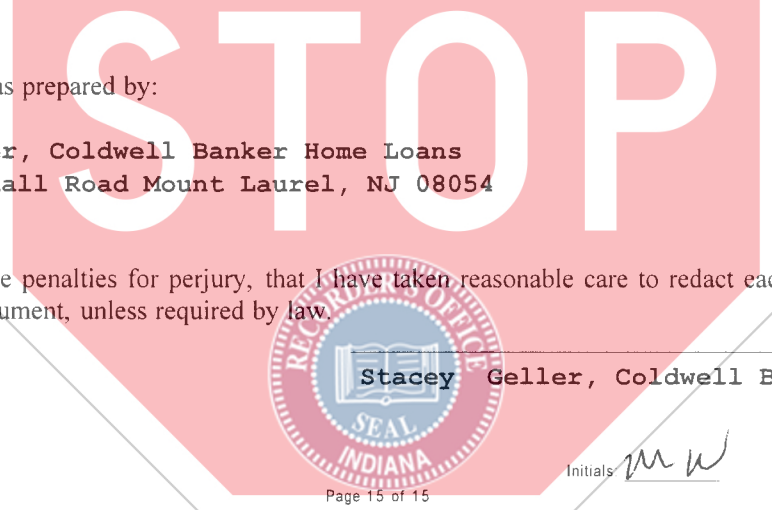 STOP
as prepared by:
r, Coldwell Banker Home Loans
all Road Mount Laurel, NJ 08054
e penalties for perjury, that I have taken reasonable care to redact eac
ument, unless required by law.
RECORDER'S OFFICE
SEAL
INDIANA
Stacey Geller, Coldwell B
Initials MW
Page 15 of 15